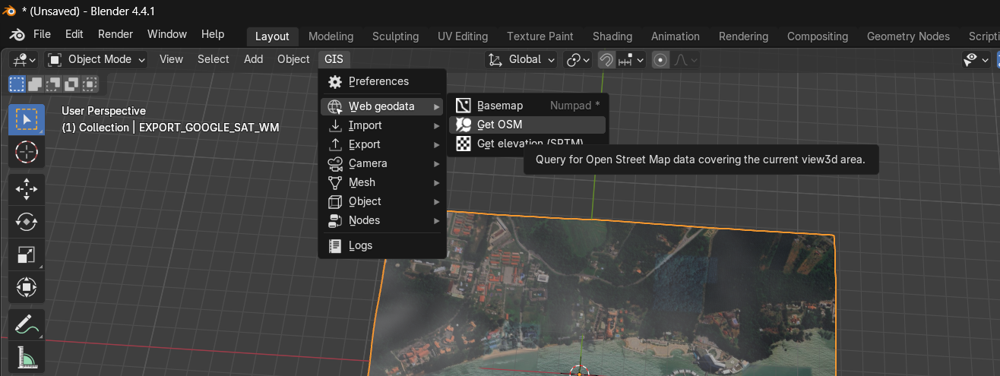 * (Unsaved) - Blender 4.4.1
File Edit Render Window Help Layout Modeling Sculpting UV Editing Texture Paint Shading Animation Rendering Compositing Geometry Nodes Scripti
Object Mode View Select Add Object GIS Global
Preferences
User Perspective
(1) Collection | EXPORT_GOOGLE_SAT_WM
Web geodata
Import
Export
Camera
Mesh
Object
Nodes
Logs
Basemap Numpad *
Get OSM
Get elevation (SRTM)
Query for Open Street Map data covering the current view3d area.